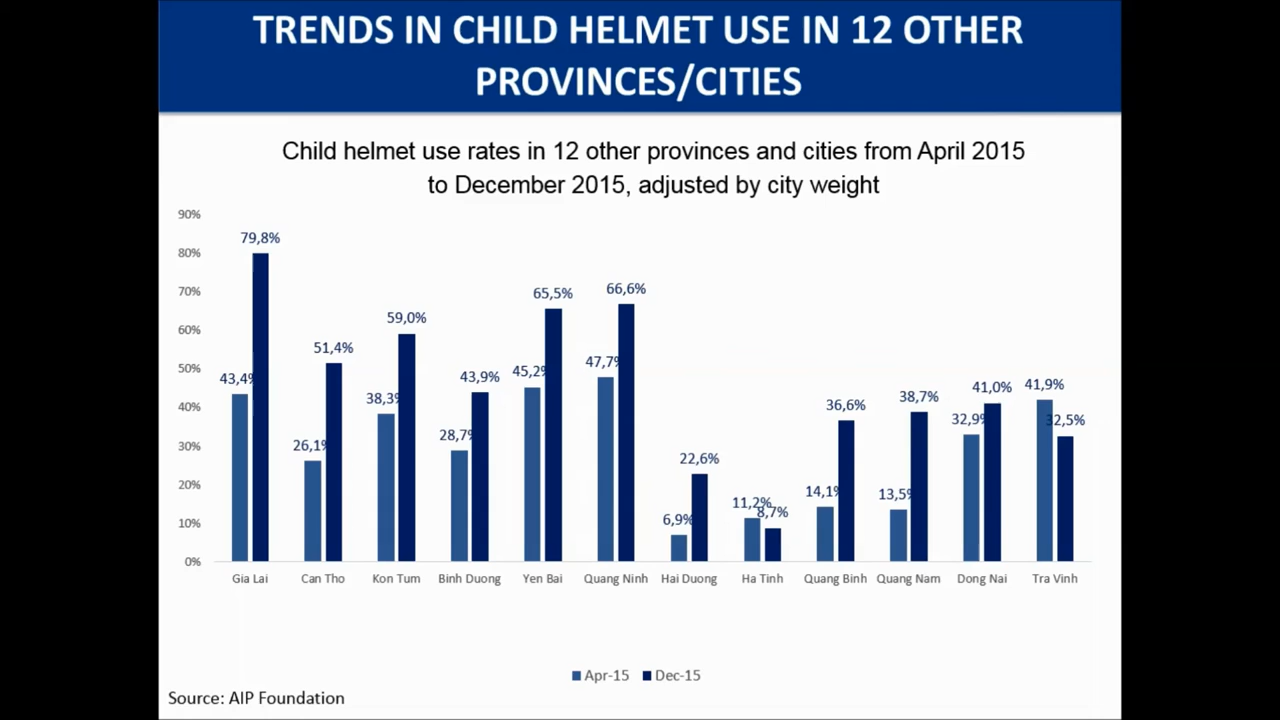 TRENDS IN CHILD HELMET USE IN 12 OTHER
PROVINCES/CITIES
Child helmet use rates in 12 other provinces and cities from April 2015
to December 2015, adjusted by city weight
90%
80%
70%
60%
50%
40%
30%
20%
10%
0%
43,4%
79,8%
26,1%
51,4%
38,3%
59,0%
28,7%
43,9%
45,2%
65,5%
47,7%
66,6%
6,9%
22,6%
11,2%
8,7%
14,1%
36,6%
13,5%
38,7%
32,9%
41,0%
41,9%
32,5%
Gia Lai
Can Tho
Kon Tum
Binh Duong
Yen Bai
Quang Ninh
Hai Duong
Ha Tinh
Quang Binh
Quang Nam
Dong Nai
Tra Vinh
Apr-15
Dec-15
Source: AIP Foundation